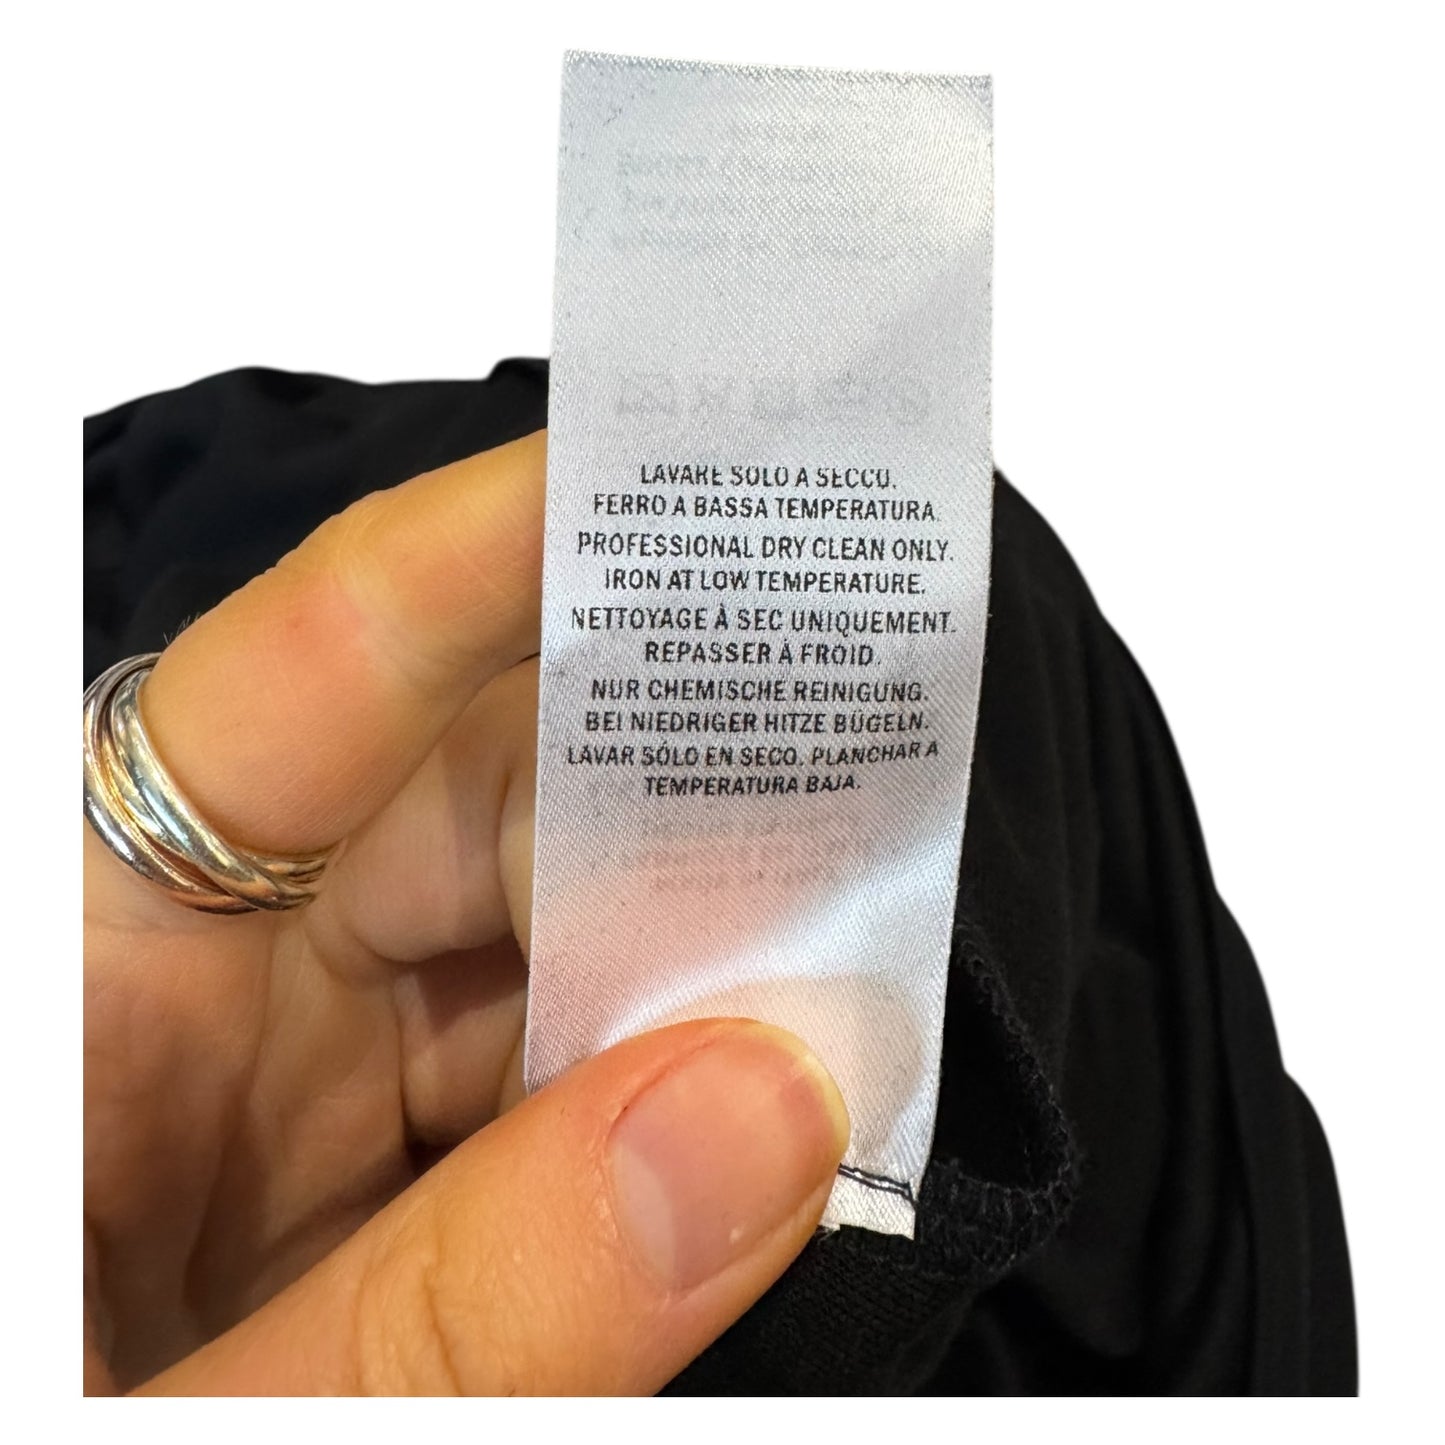 LAVARE SOLO A SECCO.
FERRO A BASSA TEMPERATURA.
PROFESSIONAL DRY CLEAN ONLY.
IRON AT LOW TEMPERATURE.
NETTOYAGE À SEC UNIQUEMENT.
REPASSER À FROID.
NUR CHEMISCHE REINIGUNG.
BEI NIEDRIGER HITZE BÜGELN.
LAVAR SÓLO EN SECO. PLANCHAR A
TEMPERATURA BAJA.